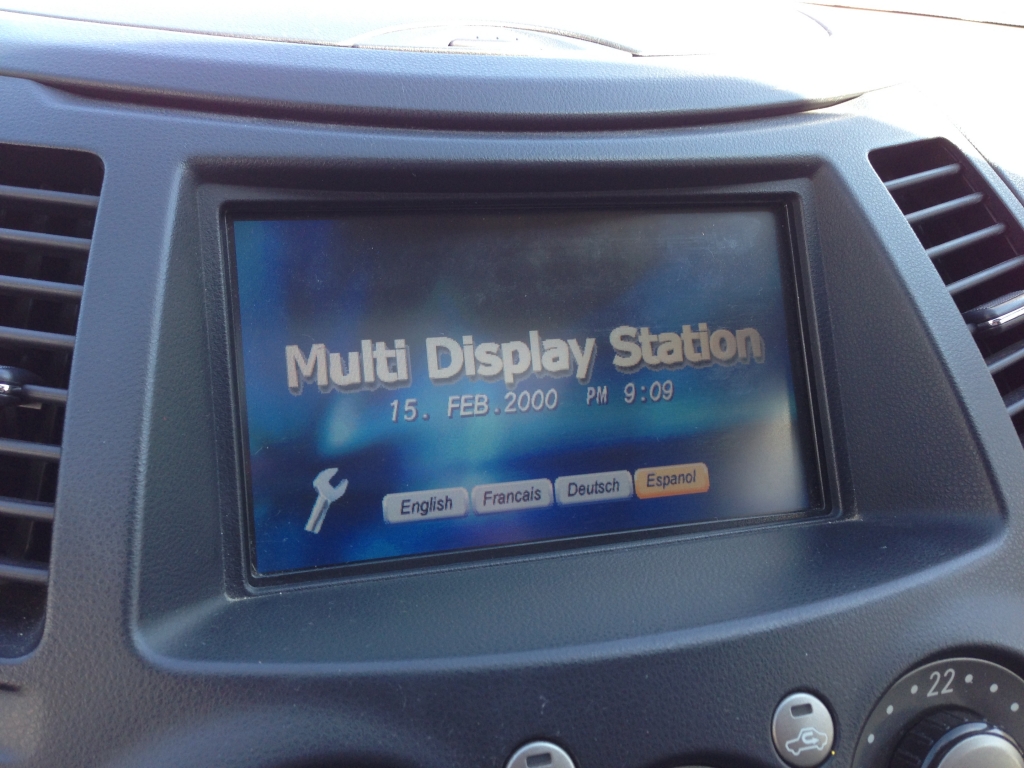 Multi Display Station
15. FEB.2000 PM 9:09
English Francais Deutsch Espanol
22